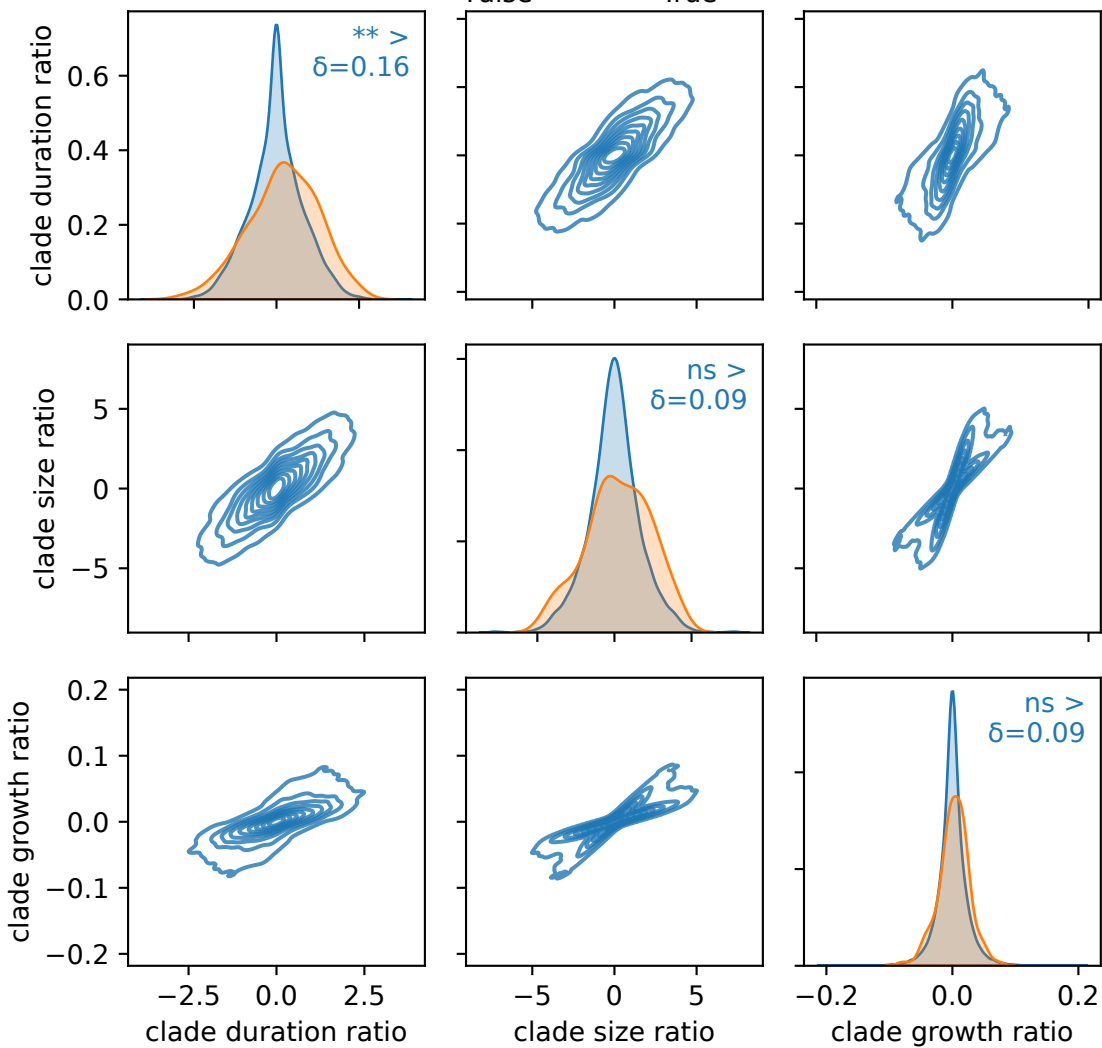 clade duration ratio
0.6
0.4
0.2
0.0
** >
δ=0.16
clade size ratio
5
0
−5
ns >
δ=0.09
clade growth ratio
0.2
0.1
0.0
−0.1
−0.2
ns >
δ=0.09
−2.5 0.0 2.5
−5 0 5
−0.2 0.0 0.2
clade duration ratio
clade size ratio
clade growth ratio